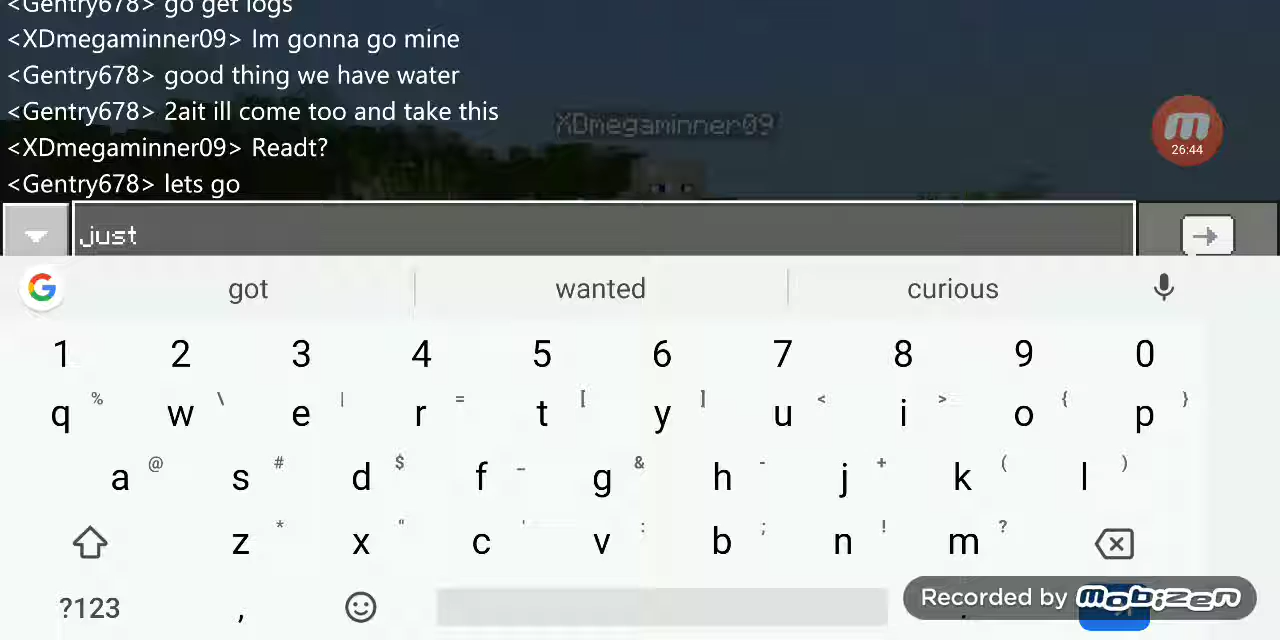 <Gentry678> go get logs
<XDmegaminner09> Im gonna go mine
<Gentry678> good thing we have water
<Gentry678> 2ait ill come too and take this
XDmegaminner09
26:44
<XDmegaminner09> Readt?
<Gentry678> lets go
just
got wanted curious
1 2 3 4 5 6 7 8 9 0
% \ | = [ ] < > { }
q w e r t y u i o p
@ # $ _ & - + ( )
a s d f g h j k l
* " ' : ; ! ?
z x c v b n m
?123 , .
Recorded by mobizen